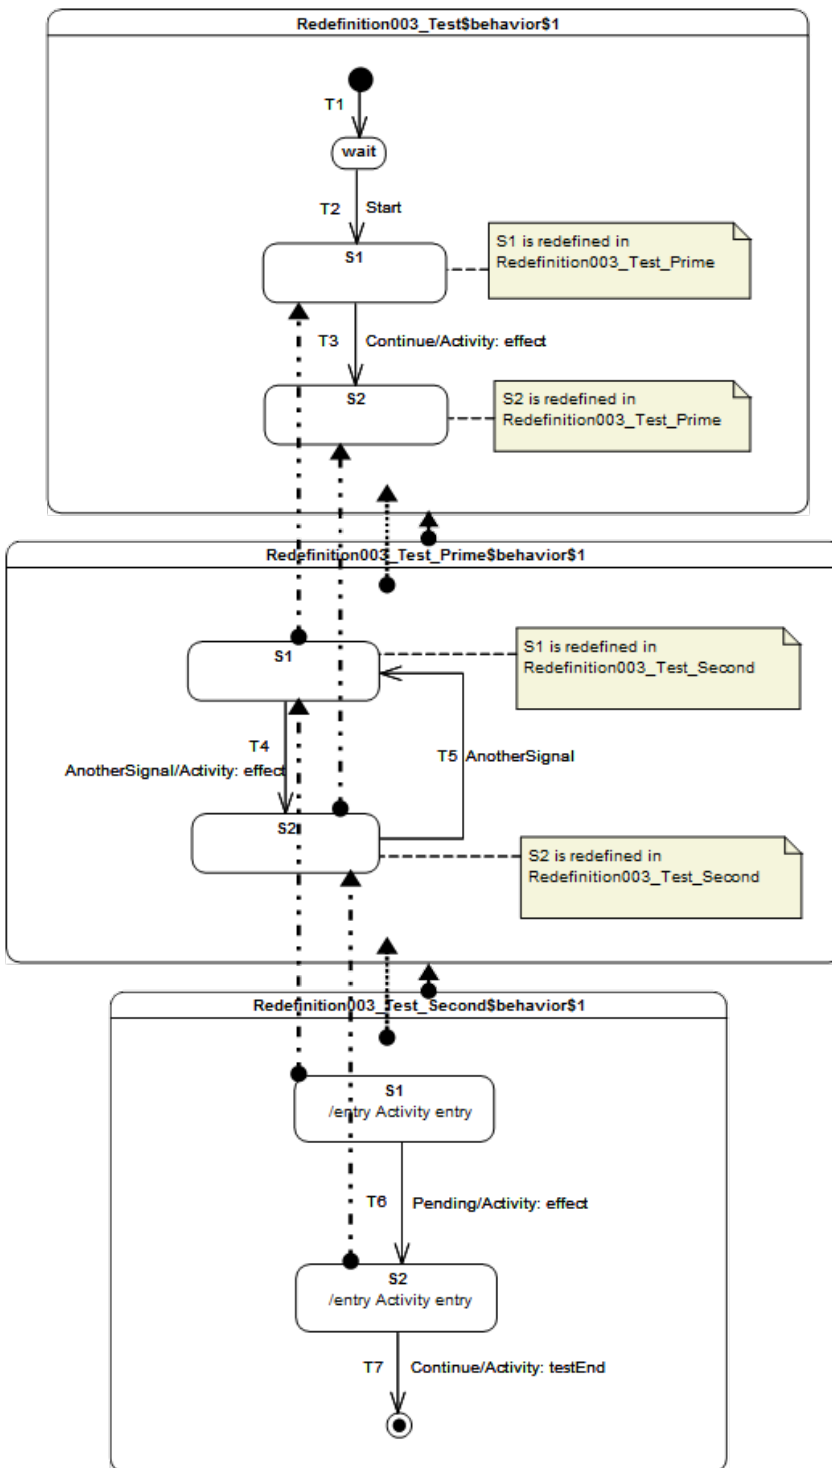 Redefinition003_Test$behavior$1
T1
wait
T2 Start
S1
S1 is redefined in
Redefinition003_Test_Prime
T3 Continue/Activity: effect
S2
S2 is redefined in
Redefinition003_Test_Prime
Redefinition003_Test_Prime$behavior$1
S1
S1 is redefined in
Redefinition003_Test_Second
T4
AnotherSignal/Activity: effect
T5 AnotherSignal
S2
S2 is redefined in
Redefinition003_Test_Second
Redefinition003_Test_Second$behavior$1
S1
/entry Activity entry
T6 Pending/Activity: effect
S2
/entry Activity entry
T7 Continue/Activity: testEnd